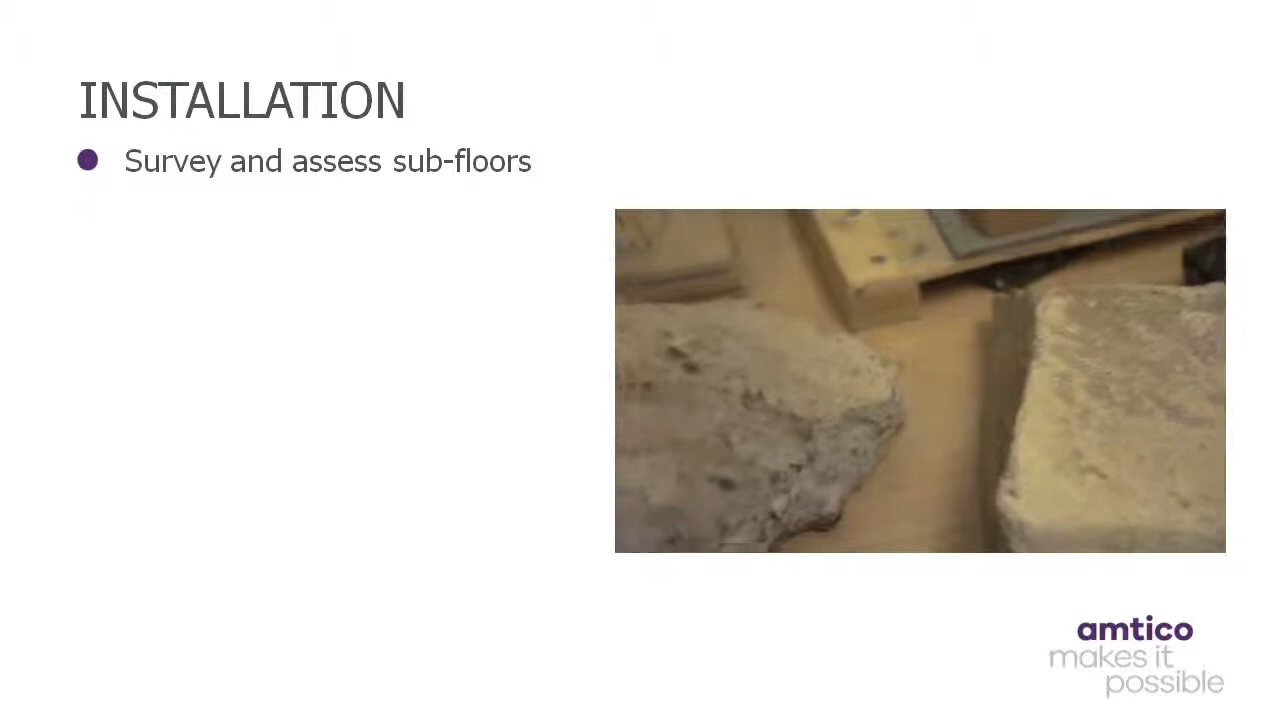 INSTALLATION
Survey and assess sub-floors
amtico
makes it
possible